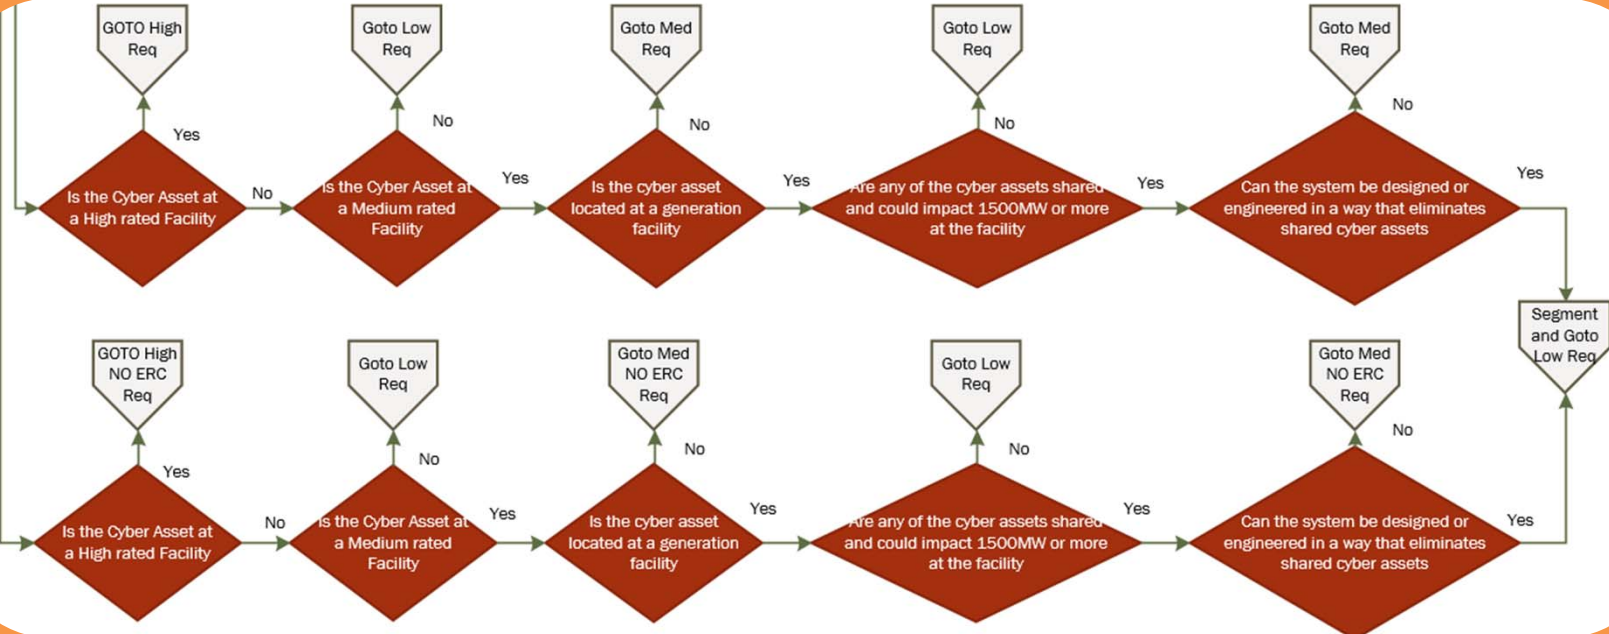 GOTO High
Req
Goto Low
Req
Goto Med
Req
Goto Low
Req
Goto Med
Req
Yes
No
No
No
No
Is the Cyber Asset at
a High rated Facility
No
Is the Cyber Asset at
a Medium rated
Facility
Yes
Is the cyber asset
located at a generation
facility
Yes
Are any of the cyber assets shared
and could impact 1500MW or more
at the facility
Yes
Can the system be designed or
engineered in a way that eliminates
shared cyber assets
Yes
Segment
and Goto
Low Req
GOTO High
NO ERC
Req
Goto Low
Req
Goto Med
NO ERC
Req
Goto Low
Req
Goto Med
NO ERC
Req
Yes
No
No
No
No
Is the Cyber Asset at
a High rated Facility
No
Is the Cyber Asset at
a Medium rated
Facility
Yes
Is the cyber asset
located at a generation
facility
Yes
Are any of the cyber assets shared
and could impact 1500MW or more
at the facility
Yes
Can the system be designed or
engineered in a way that eliminates
shared cyber assets
Yes